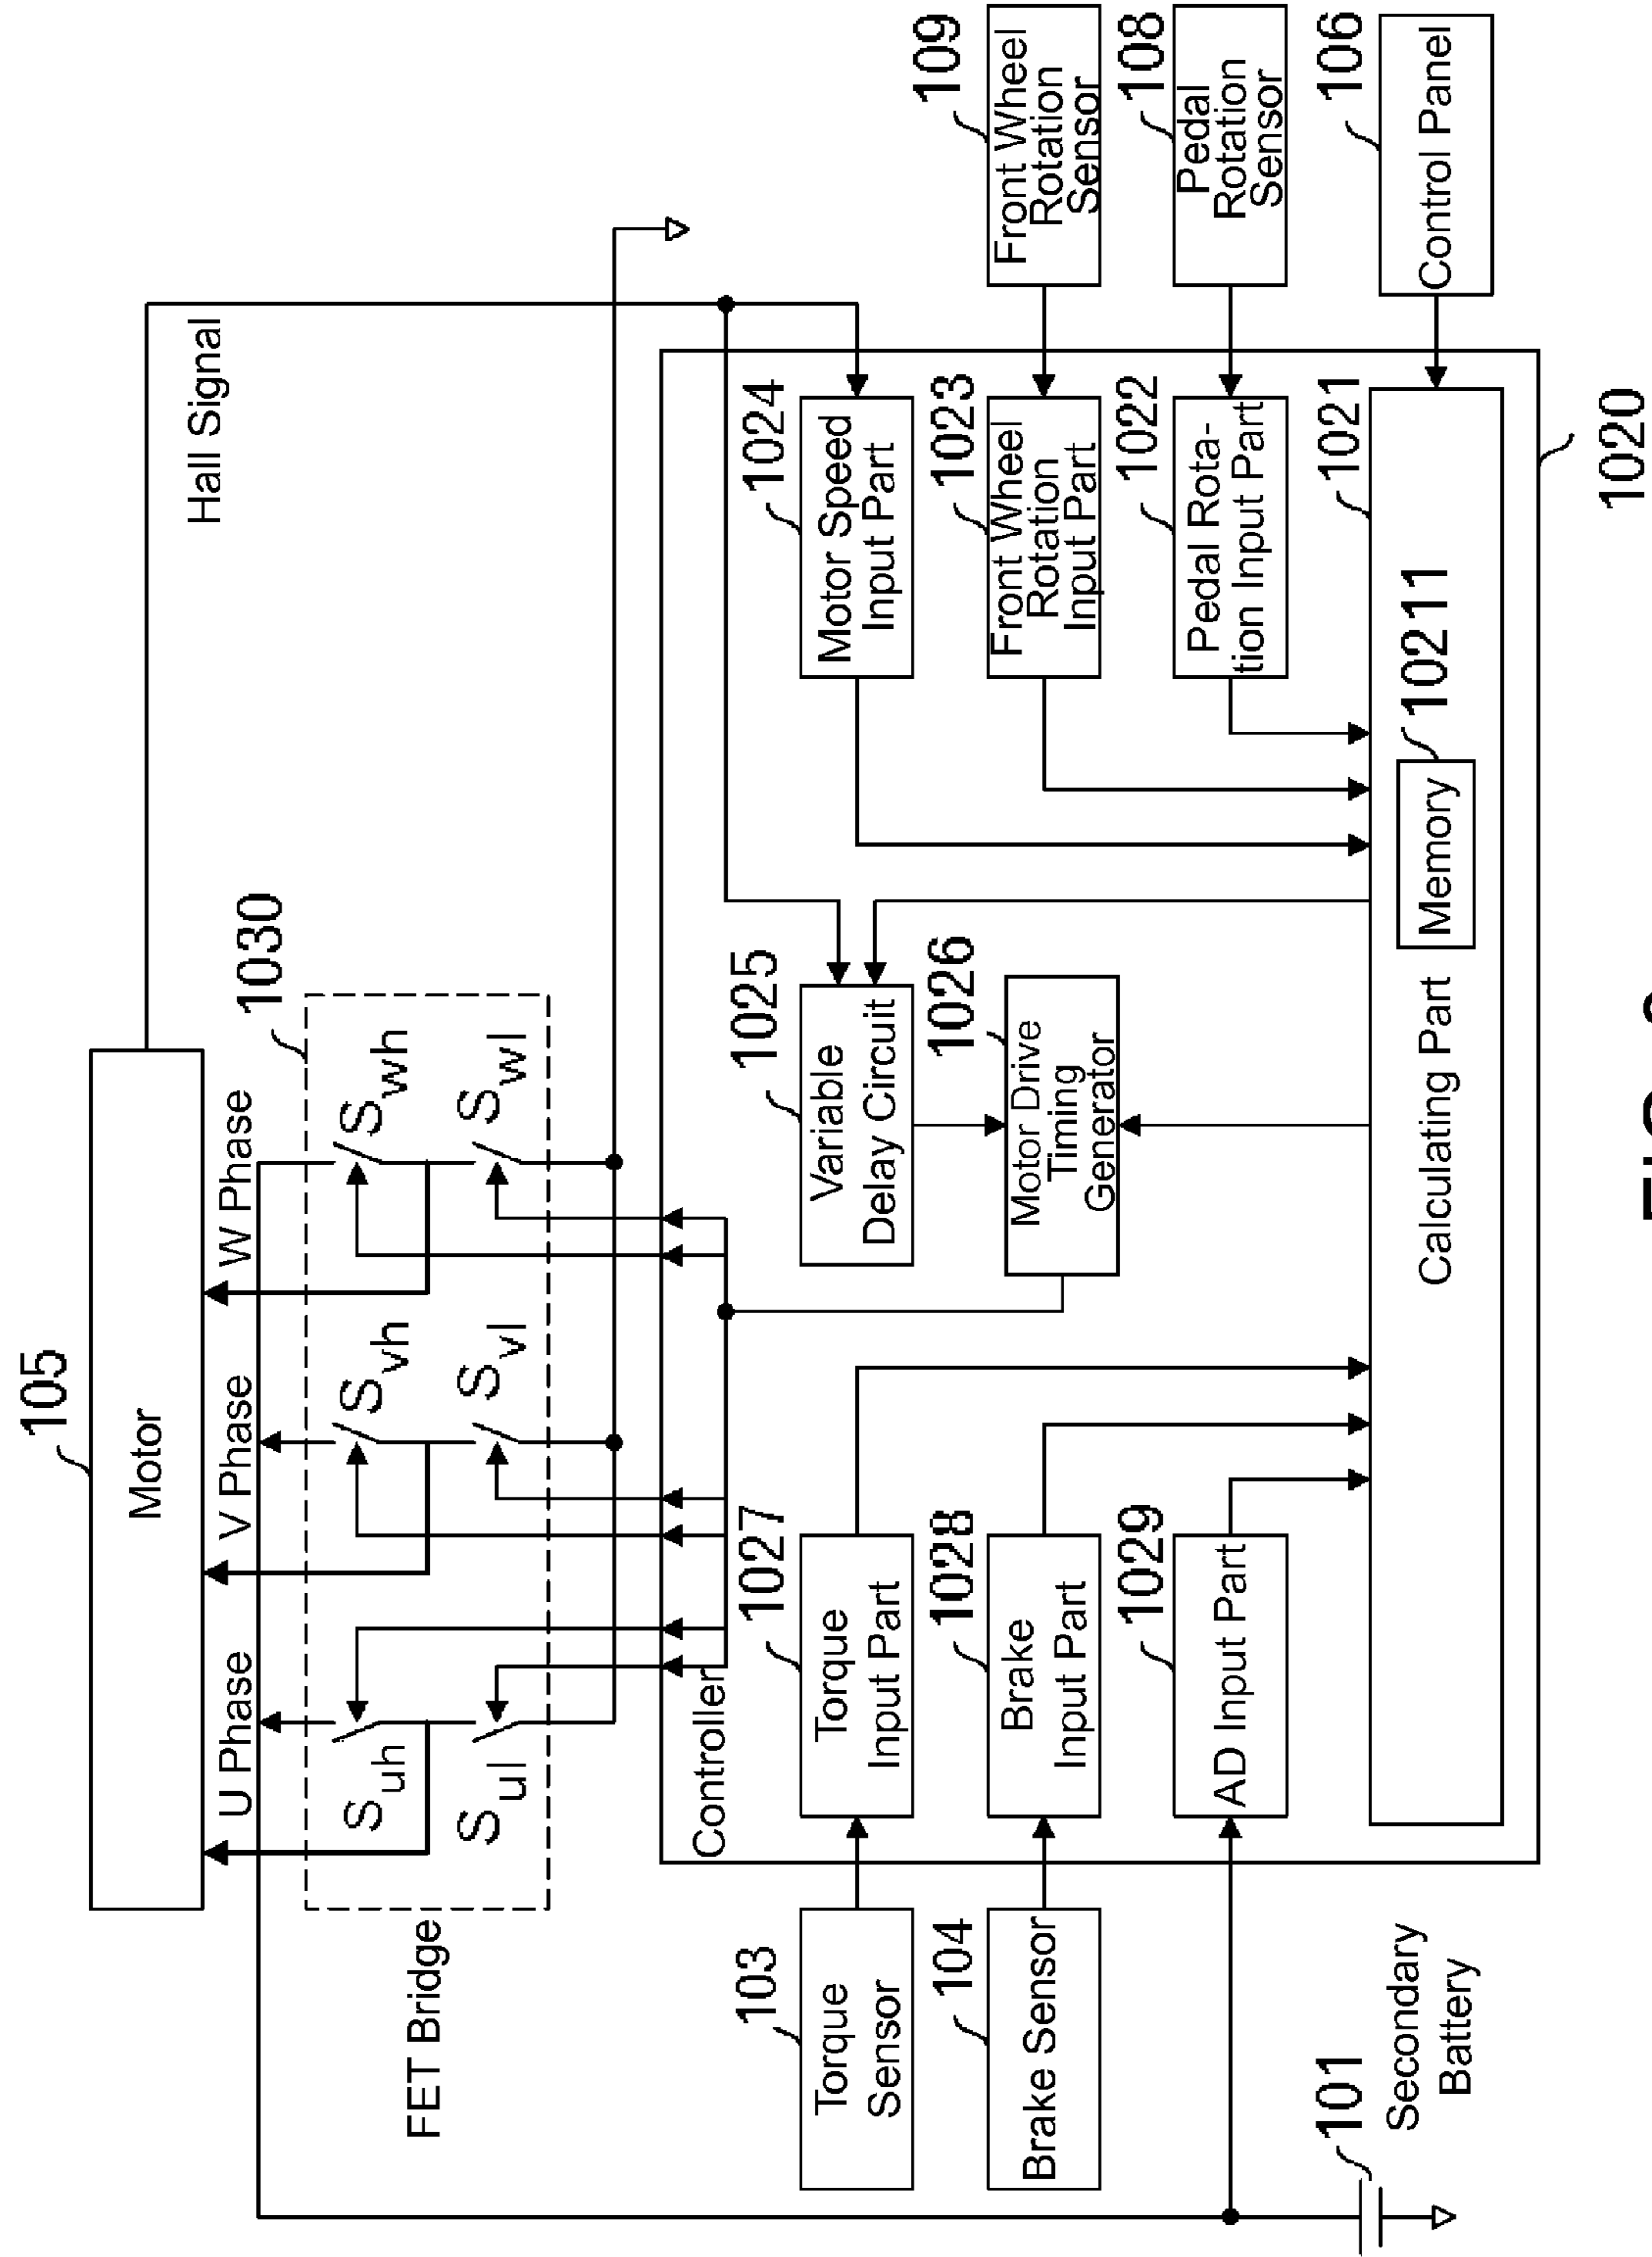 105
Motor
Hall Signal
U Phase
V Phase
W Phase
1030
Suh
Svh
Swh
FET Bridge
Sul
Svl
Swl
Controller
103
Torque
Sensor
1027
Torque
Input Part
1025
Variable
Delay Circuit
1024
Motor Speed
Input Part
109
Front Wheel
Rotation
Sensor
104
Brake Sensor
1028
Brake
Input Part
1026
Motor Drive
Timing
Generator
1023
Front Wheel
Rotation
Input Part
108
Pedal
Rotation
Sensor
1029
AD Input Part
1022
Pedal Rota-
tion Input Part
106
Control Panel
101
Secondary
Battery
1021
Calculating Part
Memory
10211
1020